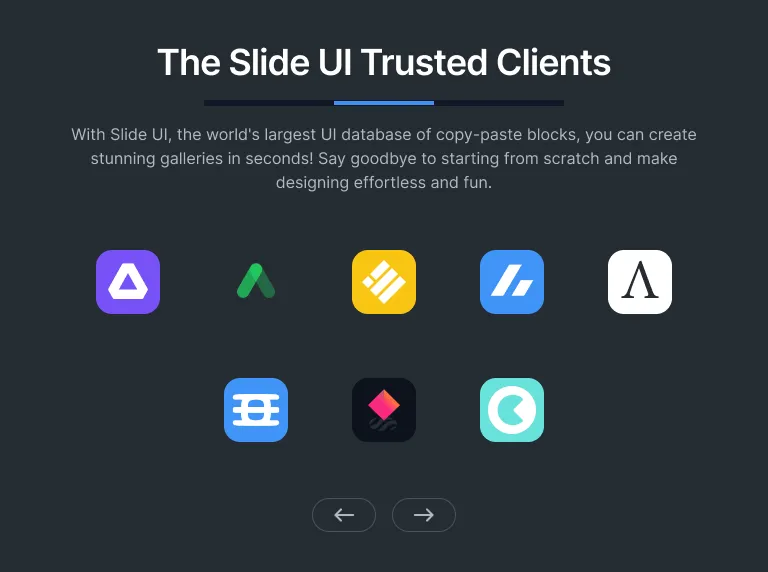 The Slide UI Trusted Clients
With Slide UI, the world's largest UI database of copy-paste blocks, you can create
stunning galleries in seconds! Say goodbye to starting from scratch and make
designing effortless and fun.